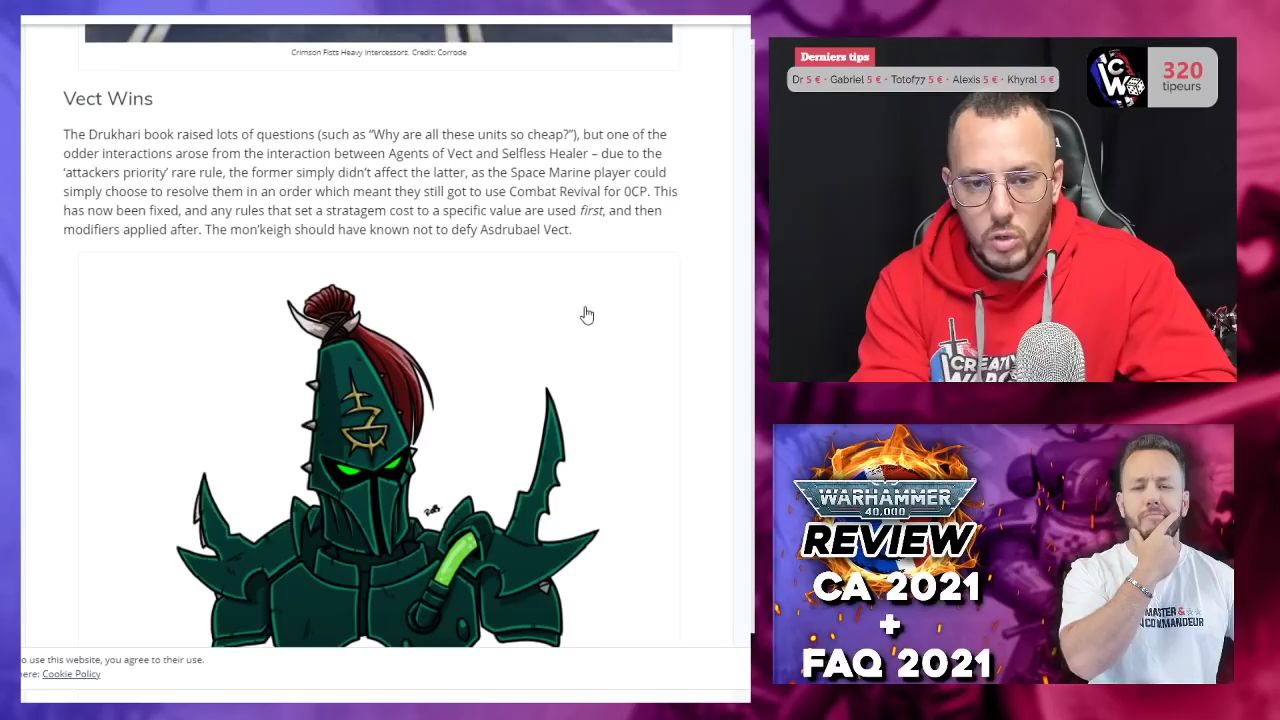 Crimson Fists Heavy Intercessors. Credit: Corrode
Vect Wins
The Drukhari book raised lots of questions (such as “Why are all these units so cheap?”), but one of the
odder interactions arose from the interaction between Agents of Vect and Selfless Healer – due to the
‘attackers priority’ rare rule, the former simply didn’t affect the latter, as the Space Marine player could
simply choose to resolve them in an order which meant they still got to use Combat Revival for 0CP. This
has now been fixed, and any rules that set a stratagem cost to a specific value are used first, and then
modifiers applied after. The mon’keigh should have known not to defy Asdrubael Vect.
o use this website, you agree to their use.
ere: Cookie Policy
Derniers tips
Dr 5 € · Gabriel 5 € · Totof77 5 € · Alexis 5 € · Khyral 5 €
CW
320
tipeurs
CREATIV
WARHAMMER
40,000
REVIEW
CA 2021
+
FAQ 2021
MASTER &
N COMMANDEUR